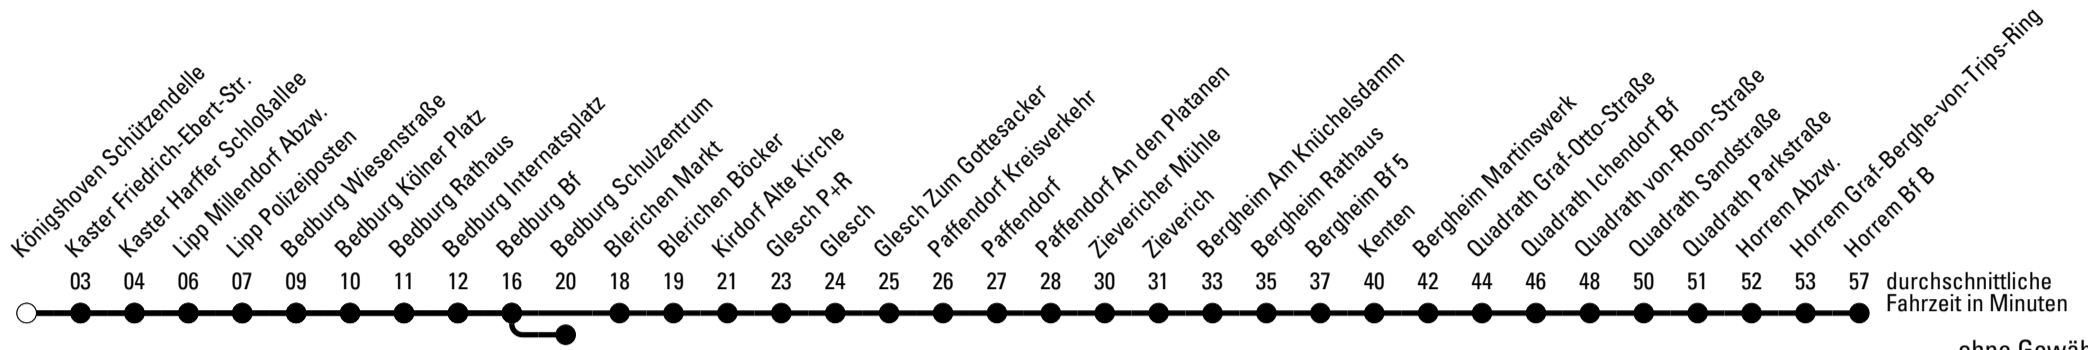 Königshoven Schützendelle
Kaster Friedrich-Ebert-Str.
Kaster Harffer Schloßallee
Lipp Millendorf Abzw.
Lipp Polizeiposten
Bedburg Wiesenstraße
Bedburg Kölner Platz
Bedburg Rathaus
Bedburg Internatsplatz
Bedburg Bf
Bedburg Schulzentrum
Blerichen Markt
Blerichen Böcker
Kirdorf Alte Kirche
Glesch P+R
Glesch
Glesch Zum Gottesacker
Paffendorf Kreisverkehr
Paffendorf
Paffendorf An den Platanen
Zievericher Mühle
Zieverich
Bergheim Am Knüchelsdamm
Bergheim Rathaus
Bergheim Bf 5
Kenten
Bergheim Martinswerk
Quadrath Graf-Otto-Straße
Quadrath Ichendorf Bf
Quadrath von-Roon-Straße
Quadrath Sandstraße
Quadrath Parkstraße
Horrem Abzw.
Horrem Graf-Berghe-von-Trips-Ring
Horrem Bf B
03 04 06 07 09 10 11 12 16 20 18 19 21 23 24 25 26 27 28 30 31 33 35 37 40 42 44 46 48 50 51 52 53 57 durchschnittliche
Fahrzeit in Minuten
ohne